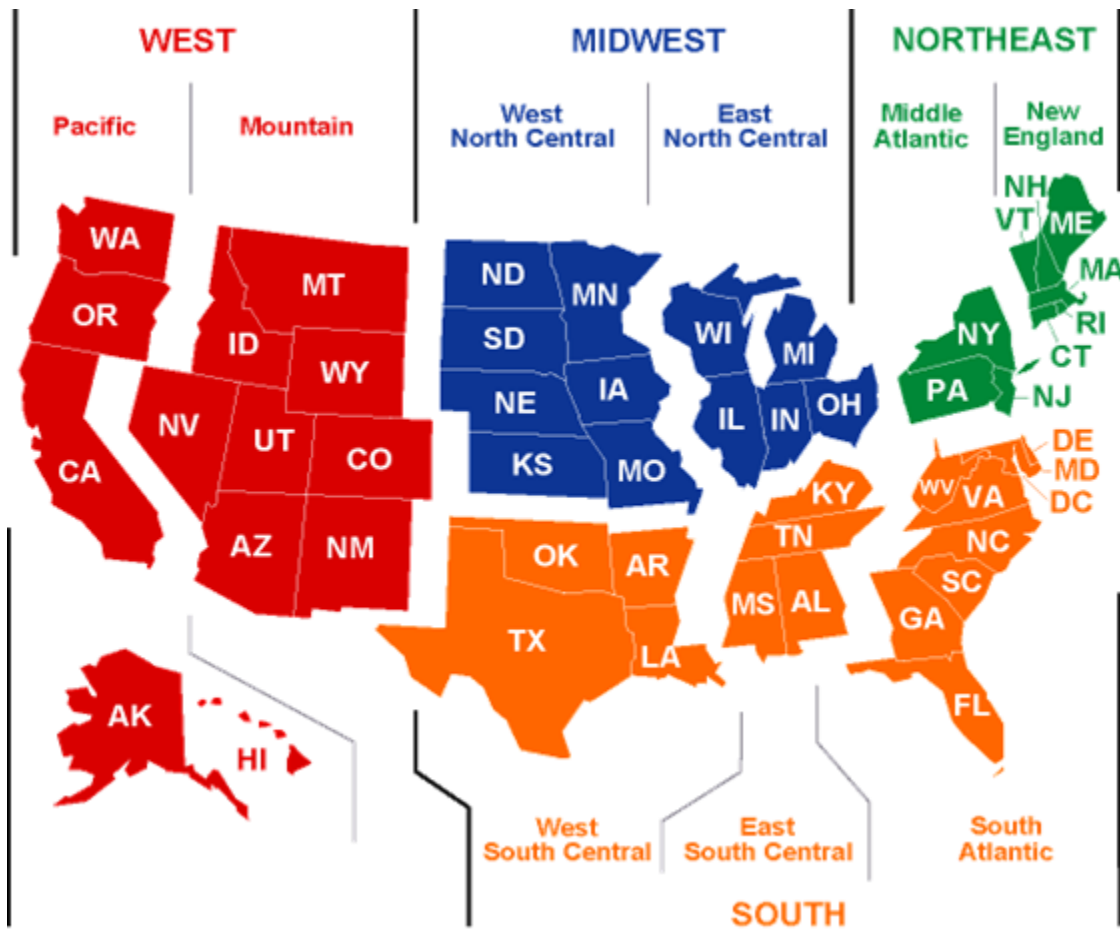 WEST
MIDWEST
NORTHEAST
Pacific
Mountain
West
North Central
East
North Central
Middle
Atlantic
New
England
WA
OR
CA
MT
ID
WY
NV
UT
CO
AZ
NM
AK
HI
ND
MN
SD
IA
NE
KS
MO
WI
MI
IL
IN
OH
NH
VT
ME
MA
RI
CT
NY
PA
NJ
DE
MD
DC
WV
VA
NC
SC
GA
FL
KY
TN
MS
AL
OK
AR
TX
LA
West
South Central
East
South Central
South
Atlantic
SOUTH